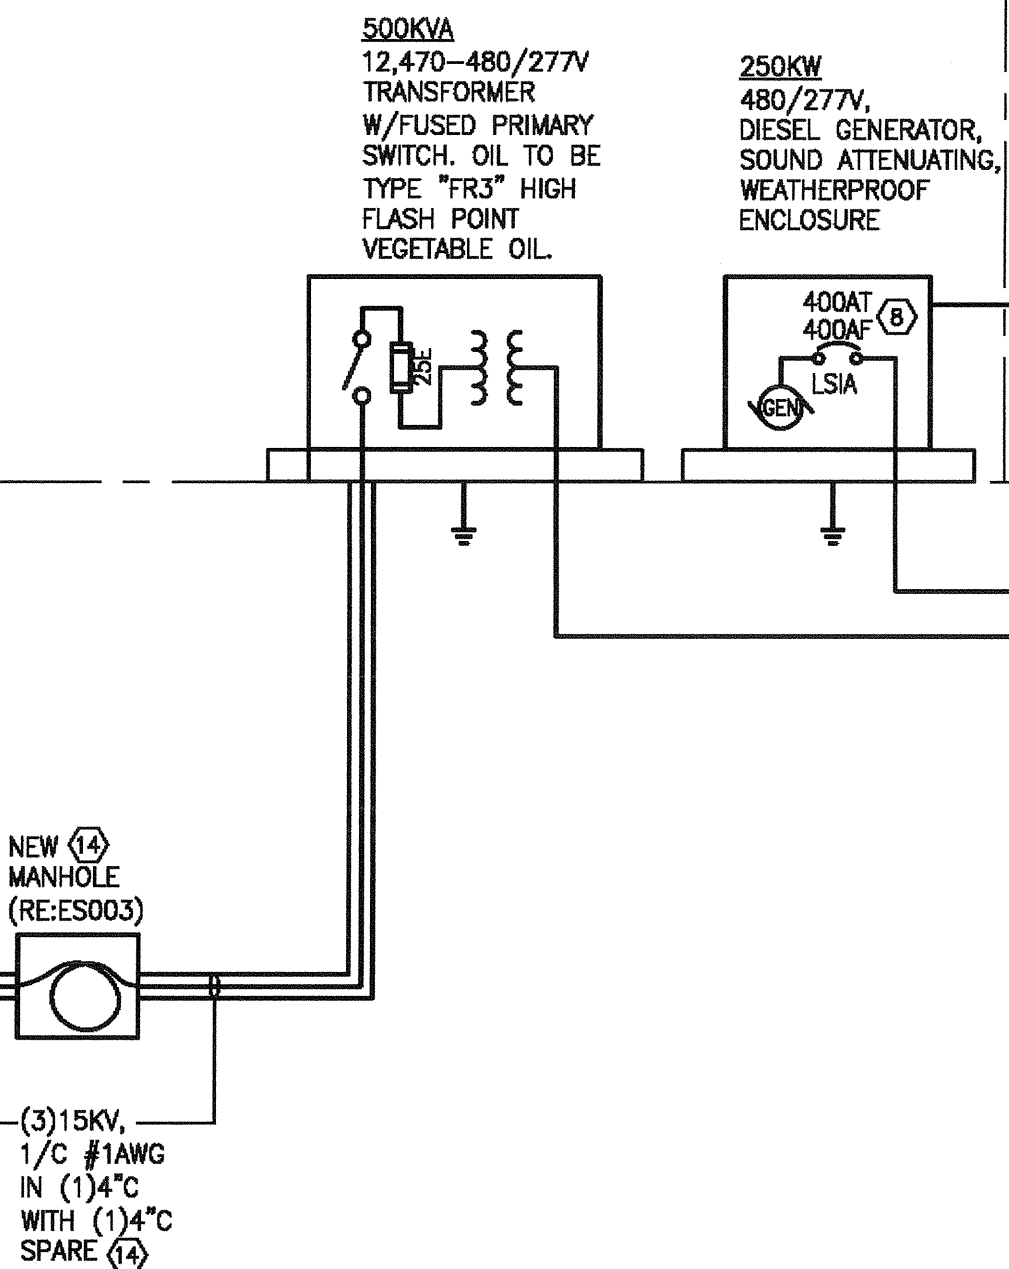 500KVA
12,470-480/277V
TRANSFORMER
W/FUSED PRIMARY
SWITCH. OIL TO BE
TYPE "FR3" HIGH
FLASH POINT
VEGETABLE OIL.
250KW
480/277V,
DIESEL GENERATOR,
SOUND ATTENUATING,
WEATHERPROOF
ENCLOSURE
25E
400AT
400AF
8
LSIA
GEN
NEW 14
MANHOLE
(RE:ES003)
(3)15KV,
1/C #1AWG
IN (1)4"C
WITH (1)4"C
SPARE 14